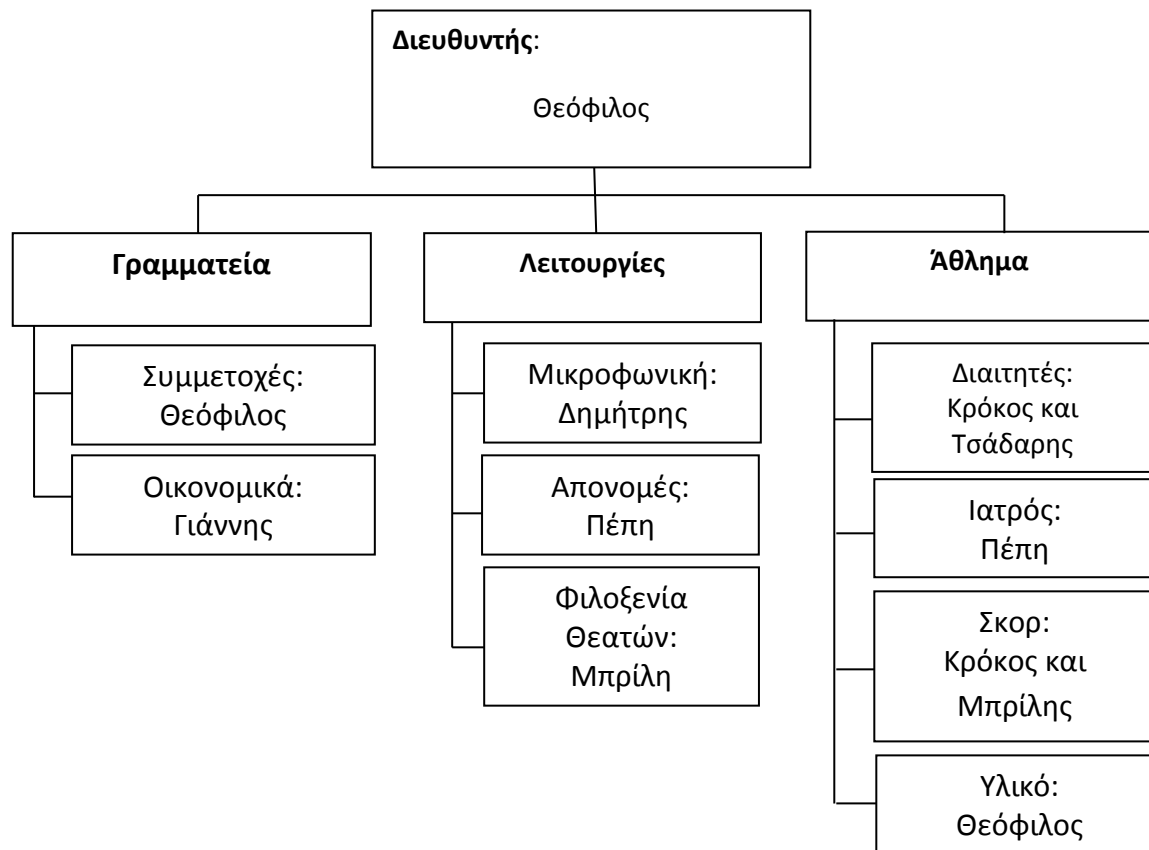 Διευθυντής:
Θεόφιλος
Γραμματεία
Συμμετοχές:
Θεόφιλος
Οικονομικά:
Γιάννης
Λειτουργίες
Μικροφωνική:
Δημήτρης
Απονομές:
Πέπη
Φιλοξενία
Θεατών:
Μπρίλη
Άθλημα
Διαιτητές:
Κρόκος και
Τσάδαρης
Ιατρός:
Πέπη
Σκορ:
Κρόκος και
Μπρίλης
Υλικό:
Θεόφιλος